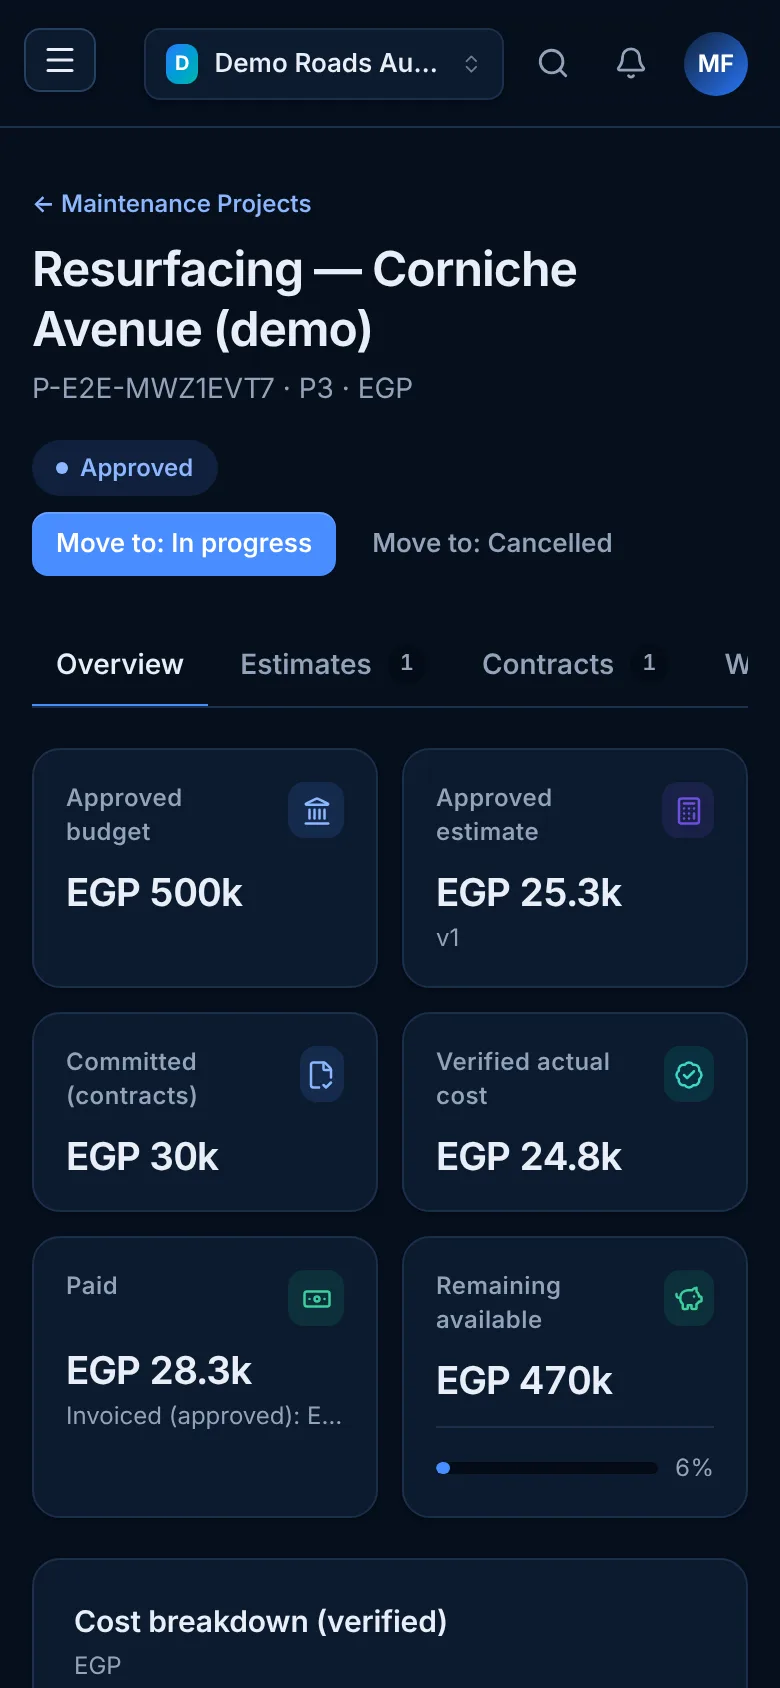 D Demo Roads Au... MF
← Maintenance Projects
Resurfacing — Corniche
Avenue (demo)
P-E2E-MWZ1EVT7 · P3 · EGP
Approved
Move to: In progress
Move to: Cancelled
Overview
Estimates 1
Contracts 1
W
Approved
budget
EGP 500k
Approved
estimate
EGP 25.3k
v1
Committed
(contracts)
EGP 30k
Verified actual
cost
EGP 24.8k
Paid
EGP 28.3k
Invoiced (approved): E...
Remaining
available
EGP 470k
6%
Cost breakdown (verified)
EGP